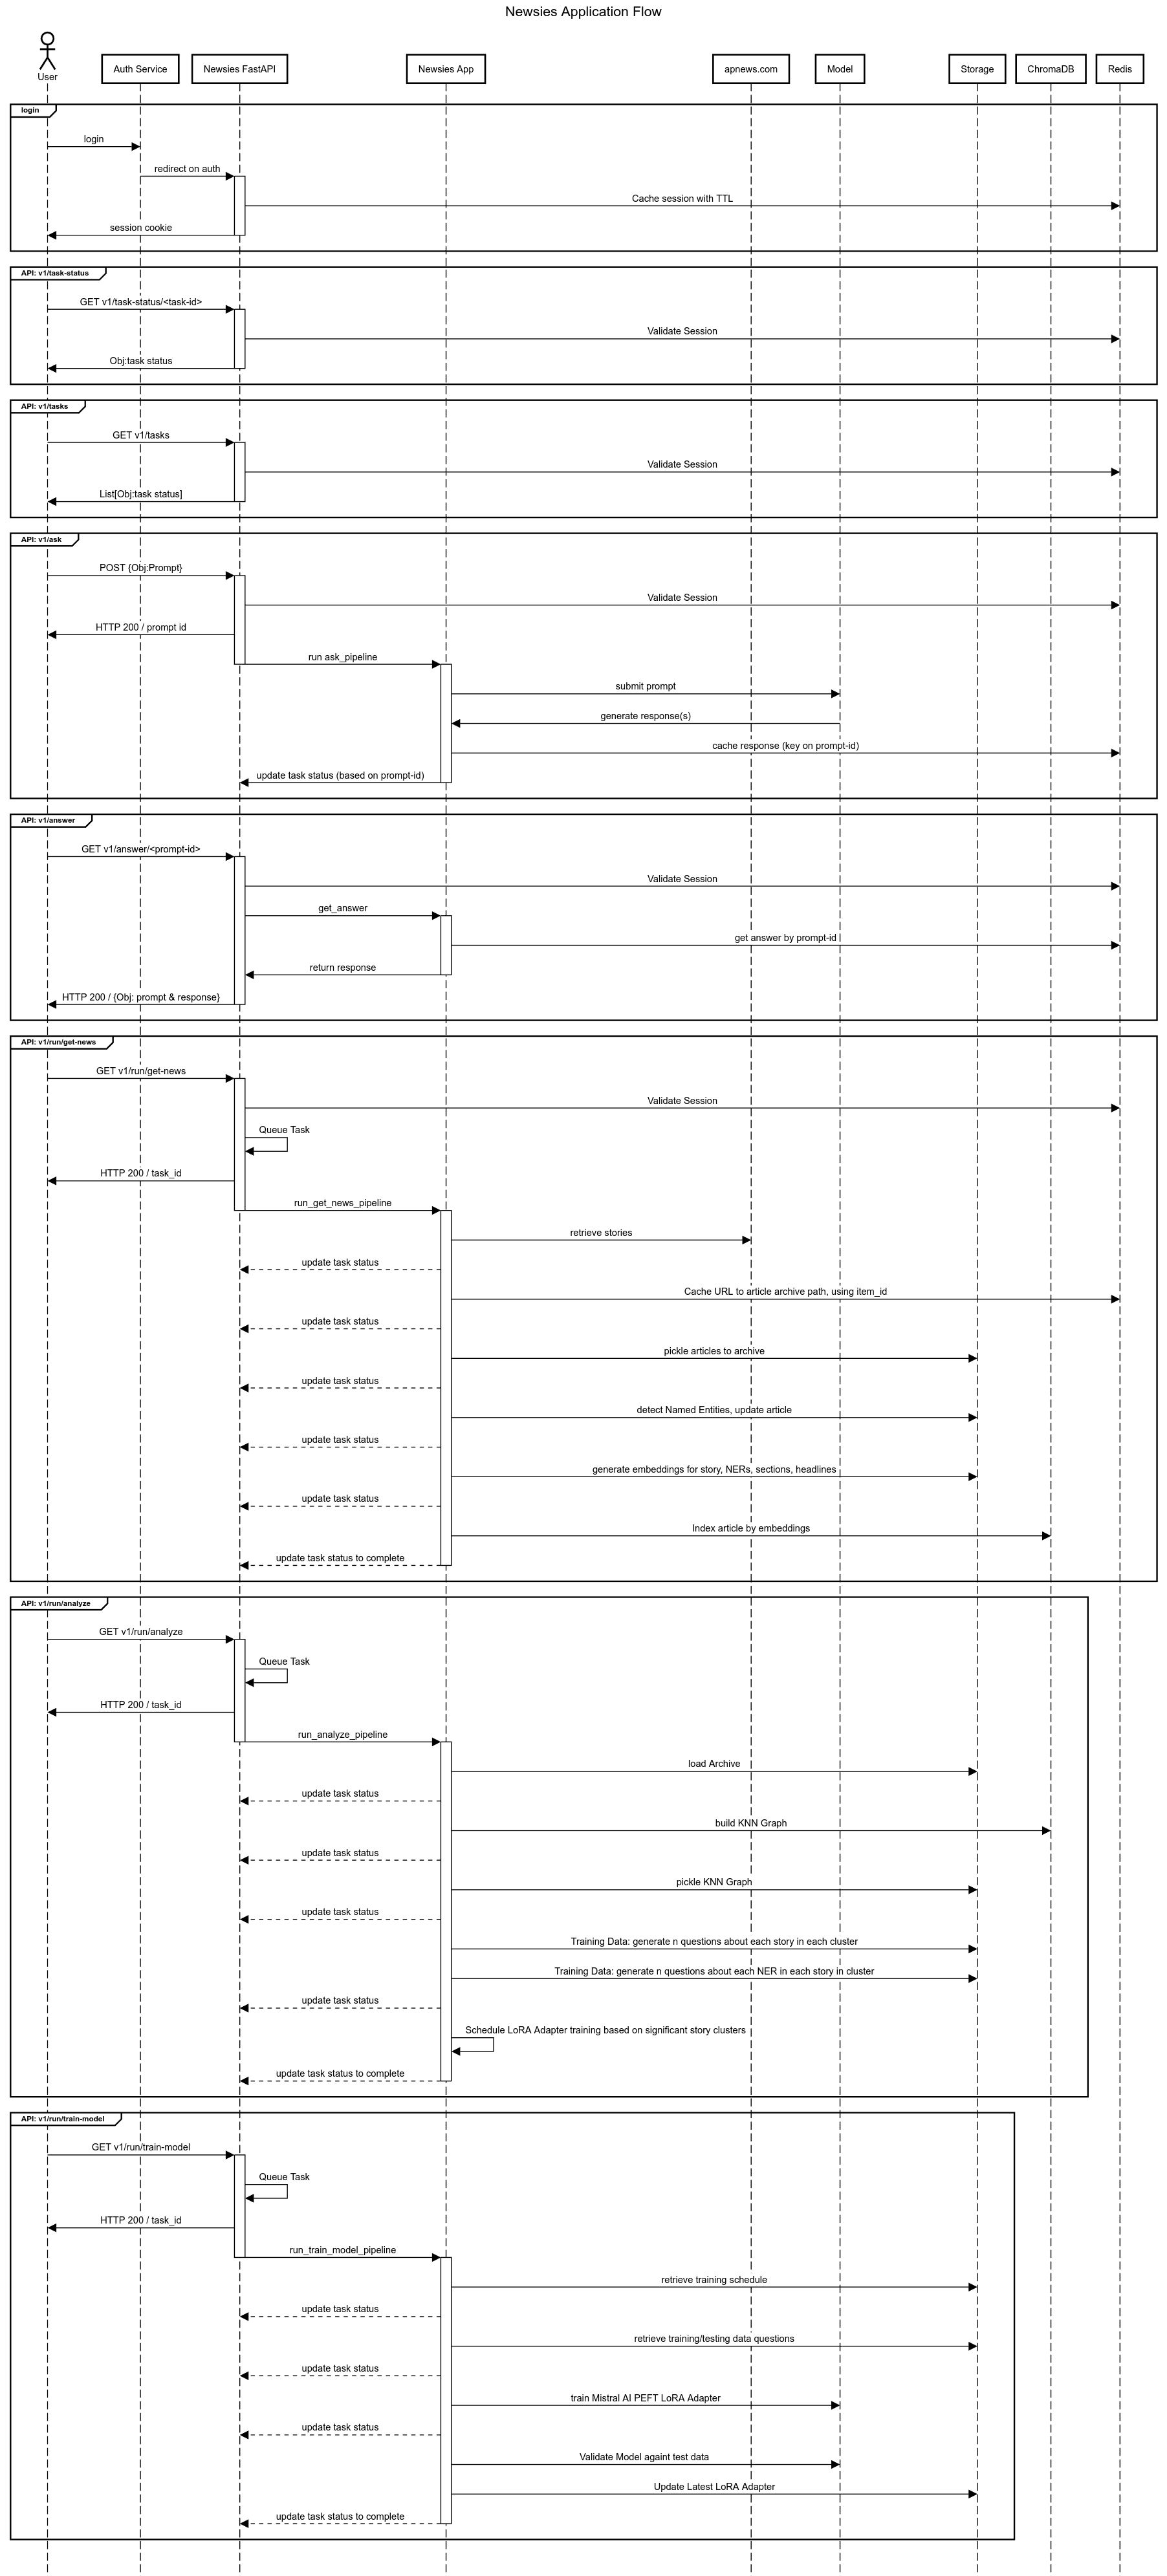 Newsies Application Flow
User
Auth Service
Newsies FastAPI
Newsies App
apnews.com
Model
Storage
ChromaDB
Redis
login
login
redirect on auth
Cache session with TTL
session cookie
API: v1/task-status
GET v1/task-status/<task-id>
Validate Session
Obj:task status
API: v1/tasks
GET v1/tasks
Validate Session
List[Obj:task status]
API: v1/ask
POST {Obj:Prompt}
Validate Session
HTTP 200 / prompt id
run ask_pipeline
submit prompt
generate response(s)
cache response (key on prompt-id)
update task status (based on prompt-id)
API: v1/answer
GET v1/answer/<prompt-id>
Validate Session
get_answer
get answer by prompt-id
return response
HTTP 200 / {Obj: prompt & response}
API: v1/run/get-news
GET v1/run/get-news
Validate Session
Queue Task
HTTP 200 / task_id
run_get_news_pipeline
retrieve stories
update task status
Cache URL to article archive path, using item_id
update task status
pickle articles to archive
update task status
detect Named Entities, update article
update task status
generate embeddings for story, NERs, sections, headlines
update task status
Index article by embeddings
update task status to complete
API: v1/run/analyze
GET v1/run/analyze
Queue Task
HTTP 200 / task_id
run_analyze_pipeline
load Archive
update task status
build KNN Graph
update task status
pickle KNN Graph
update task status
Training Data: generate n questions about each story in each cluster
Training Data: generate n questions about each NER in each story in cluster
update task status
Schedule LoRA Adapter training based on significant story clusters
update task status to complete
API: v1/run/train-model
GET v1/run/train-model
Queue Task
HTTP 200 / task_id
run_train_model_pipeline
retrieve training schedule
update task status
retrieve training/testing data questions
update task status
train Mistral AI PEFT LoRA Adapter
update task status
Validate Model againt test data
Update Latest LoRA Adapter
update task status to complete